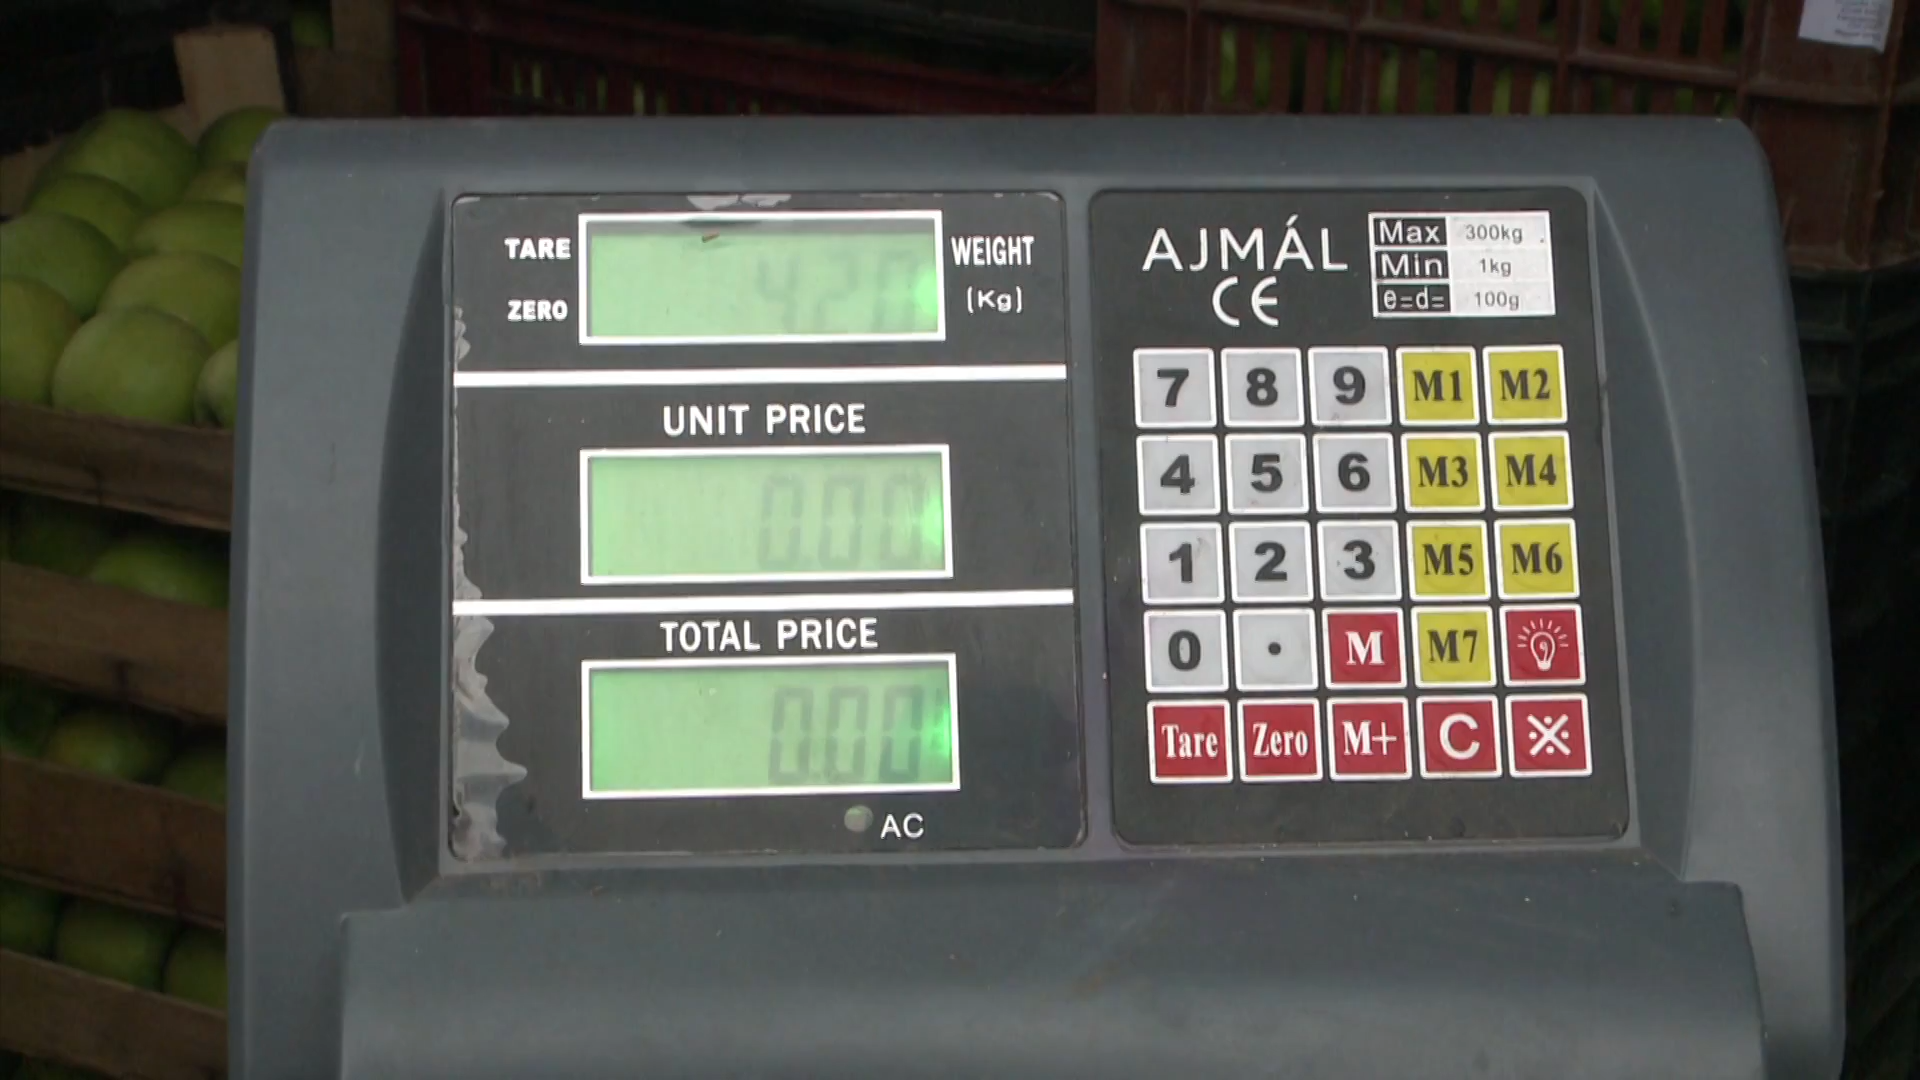 TARE
ZERO
WEIGHT
(Kg)
UNIT PRICE
0.00
TOTAL PRICE
0.00
AC
AJMÁL
CE
Max 300kg
Min 1kg
e=d= 100g
7 8 9 M1 M2
4 5 6 M3 M4
1 2 3 M5 M6
0 . M M7
Tare Zero M+ C ※